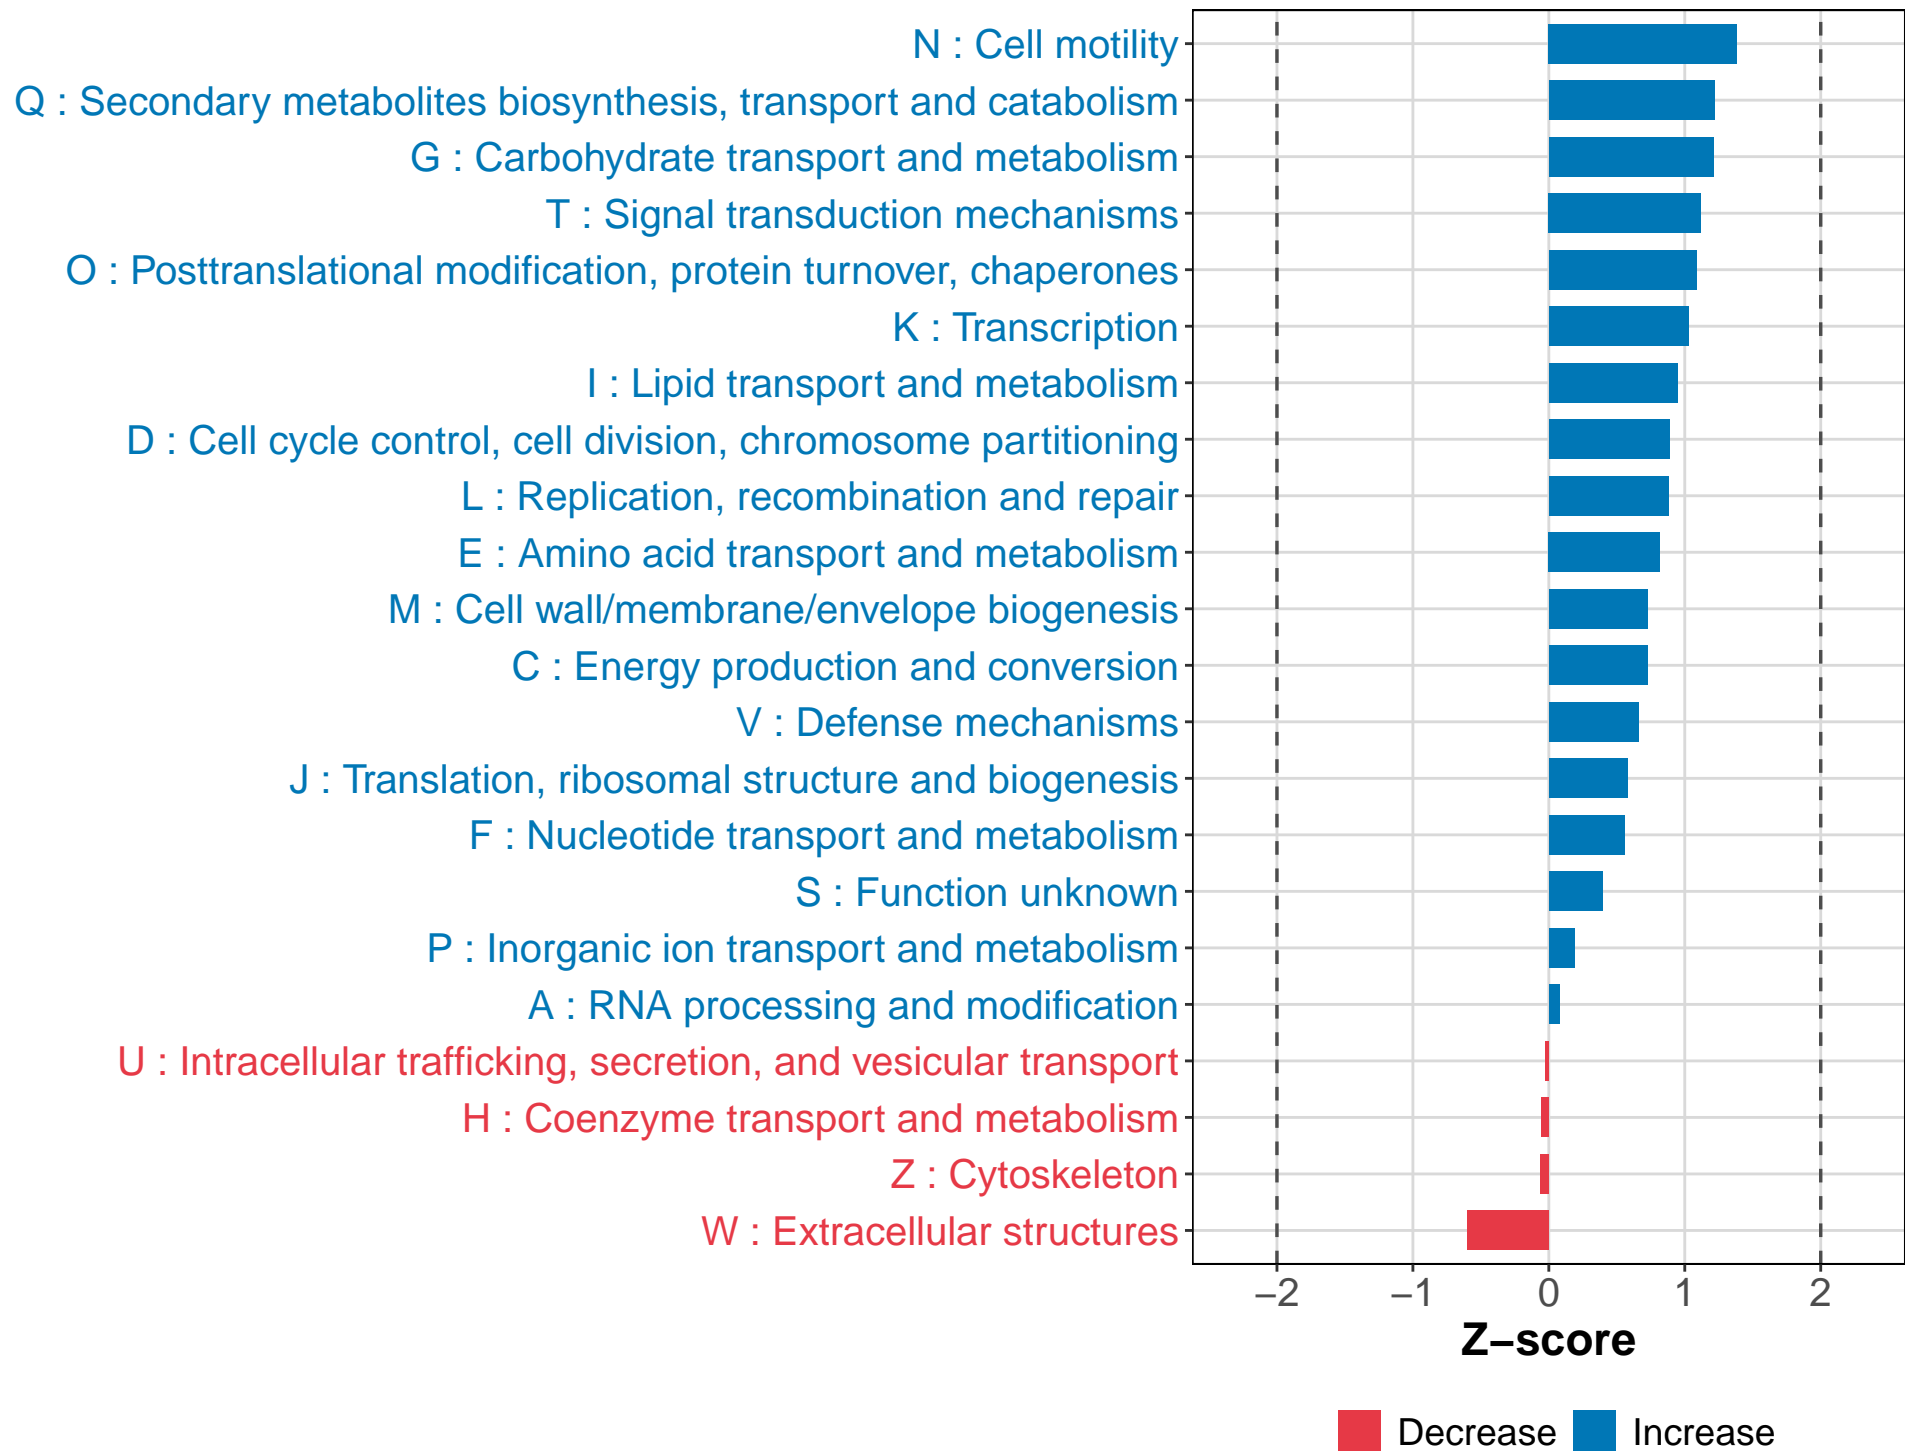 N : Cell motility
Q : Secondary metabolites biosynthesis, transport and catabolism
G : Carbohydrate transport and metabolism
T : Signal transduction mechanisms
O : Posttranslational modification, protein turnover, chaperones
K : Transcription
I : Lipid transport and metabolism
D : Cell cycle control, cell division, chromosome partitioning
L : Replication, recombination and repair
E : Amino acid transport and metabolism
M : Cell wall/membrane/envelope biogenesis
C : Energy production and conversion
V : Defense mechanisms
J : Translation, ribosomal structure and biogenesis
F : Nucleotide transport and metabolism
S : Function unknown
P : Inorganic ion transport and metabolism
A : RNA processing and modification
U : Intracellular trafficking, secretion, and vesicular transport
H : Coenzyme transport and metabolism
Z : Cytoskeleton
W : Extracellular structures
−2 −1 0 1 2
Z−score
Decrease Increase